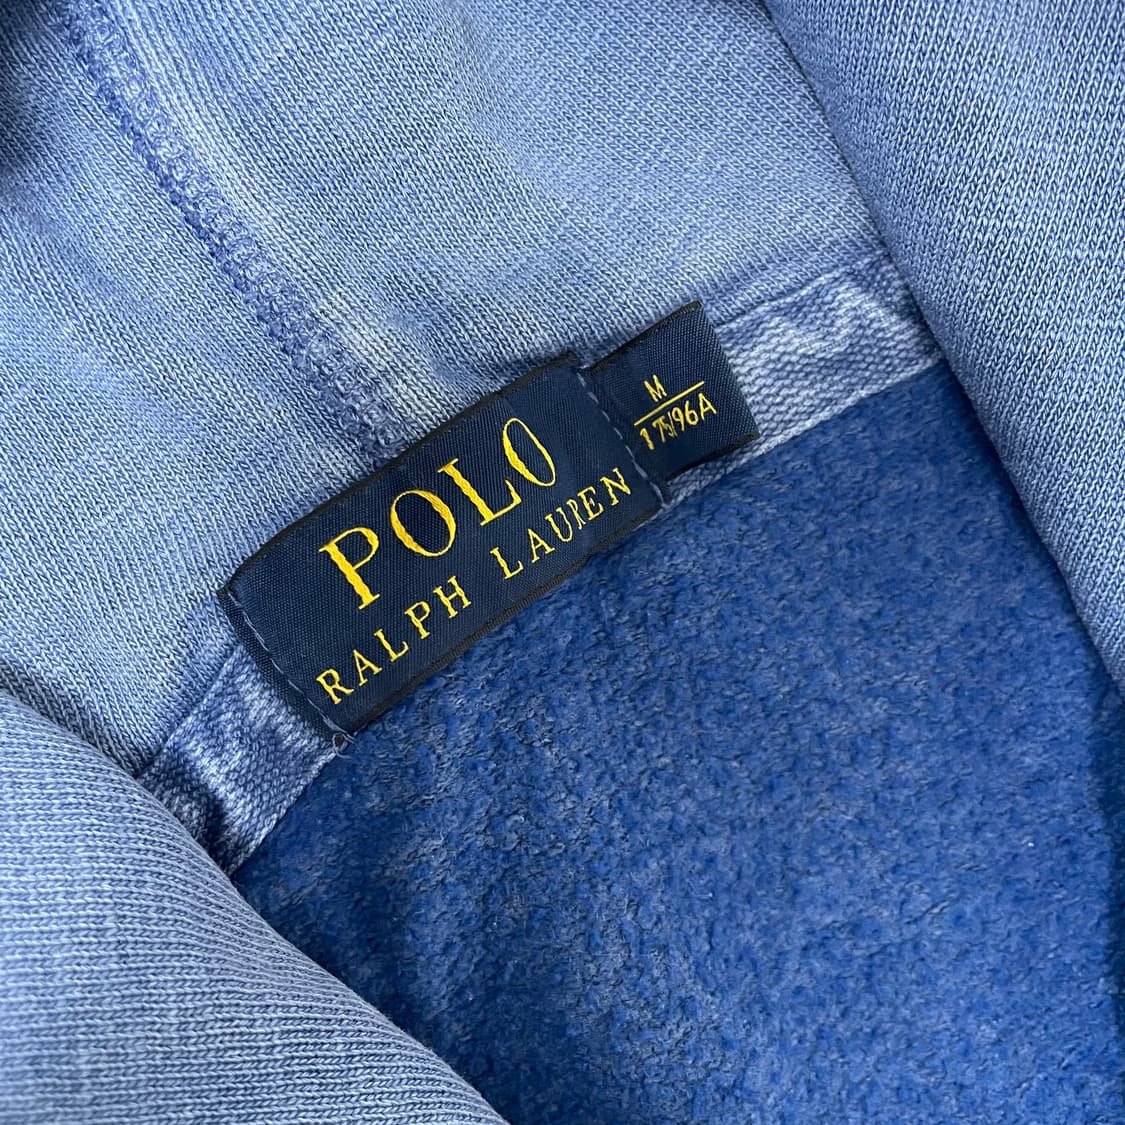 POLO
RALPH LAUREN
M
175/96A